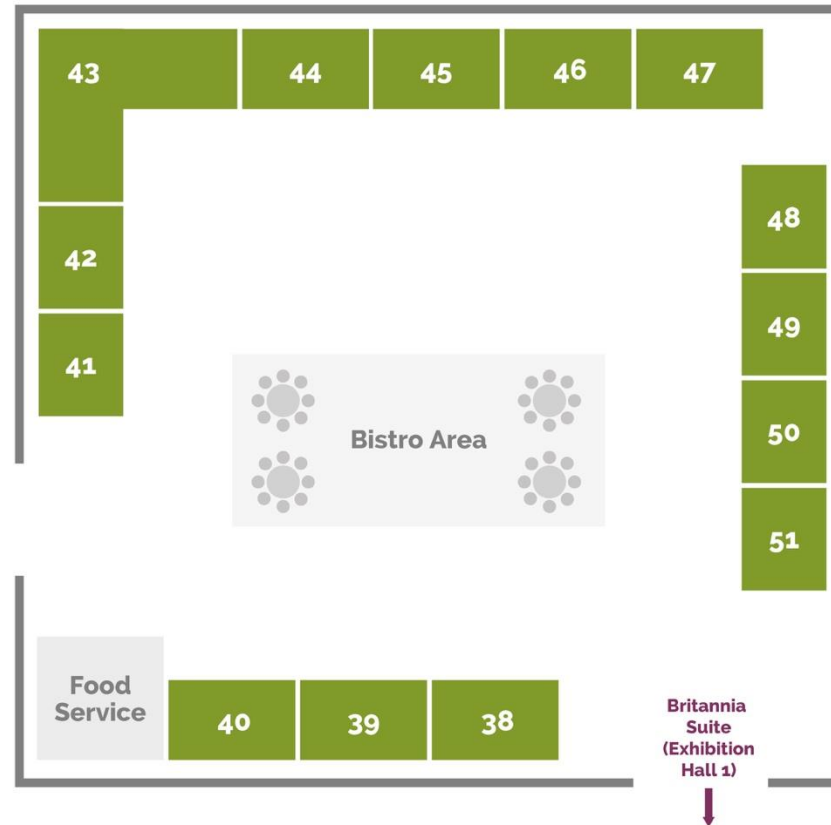 43
44
45
46
47
48
42
49
41
Bistro Area
50
51
Food
Service
40
39
38
Britannia
Suite
(Exhibition
Hall 1)